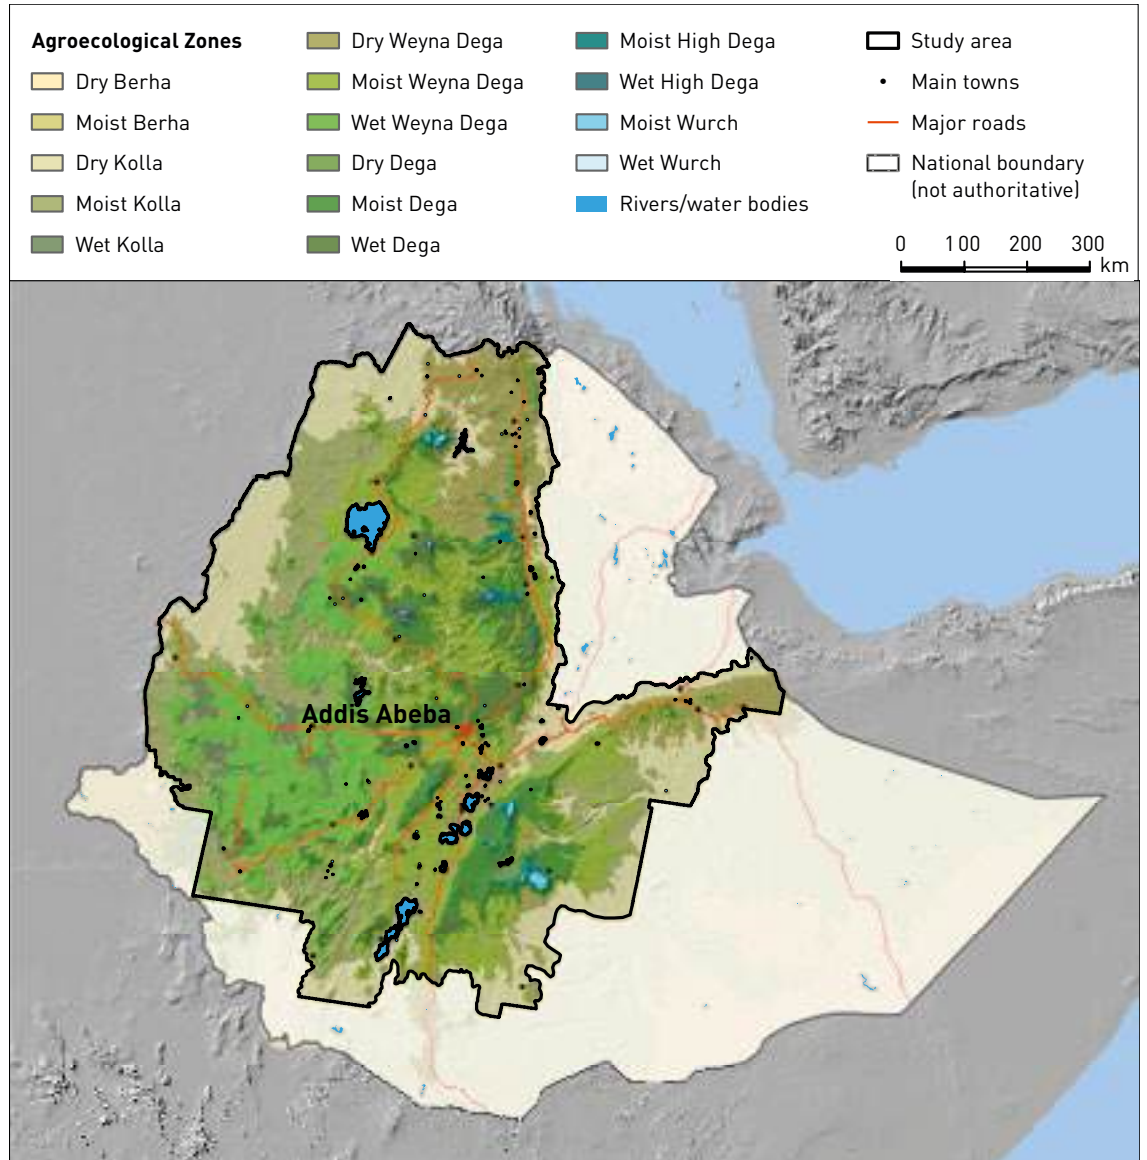 Agroecological Zones
Dry Berha
Moist Berha
Dry Kolla
Moist Kolla
Wet Kolla
Dry Weyna Dega
Moist Weyna Dega
Wet Weyna Dega
Dry Dega
Moist Dega
Wet Dega
Moist High Dega
Wet High Dega
Moist Wurch
Wet Wurch
Rivers/water bodies
Study area
Main towns
Major roads
National boundary
(not authoritative)
0 100 200 300
km
Addis Abeba